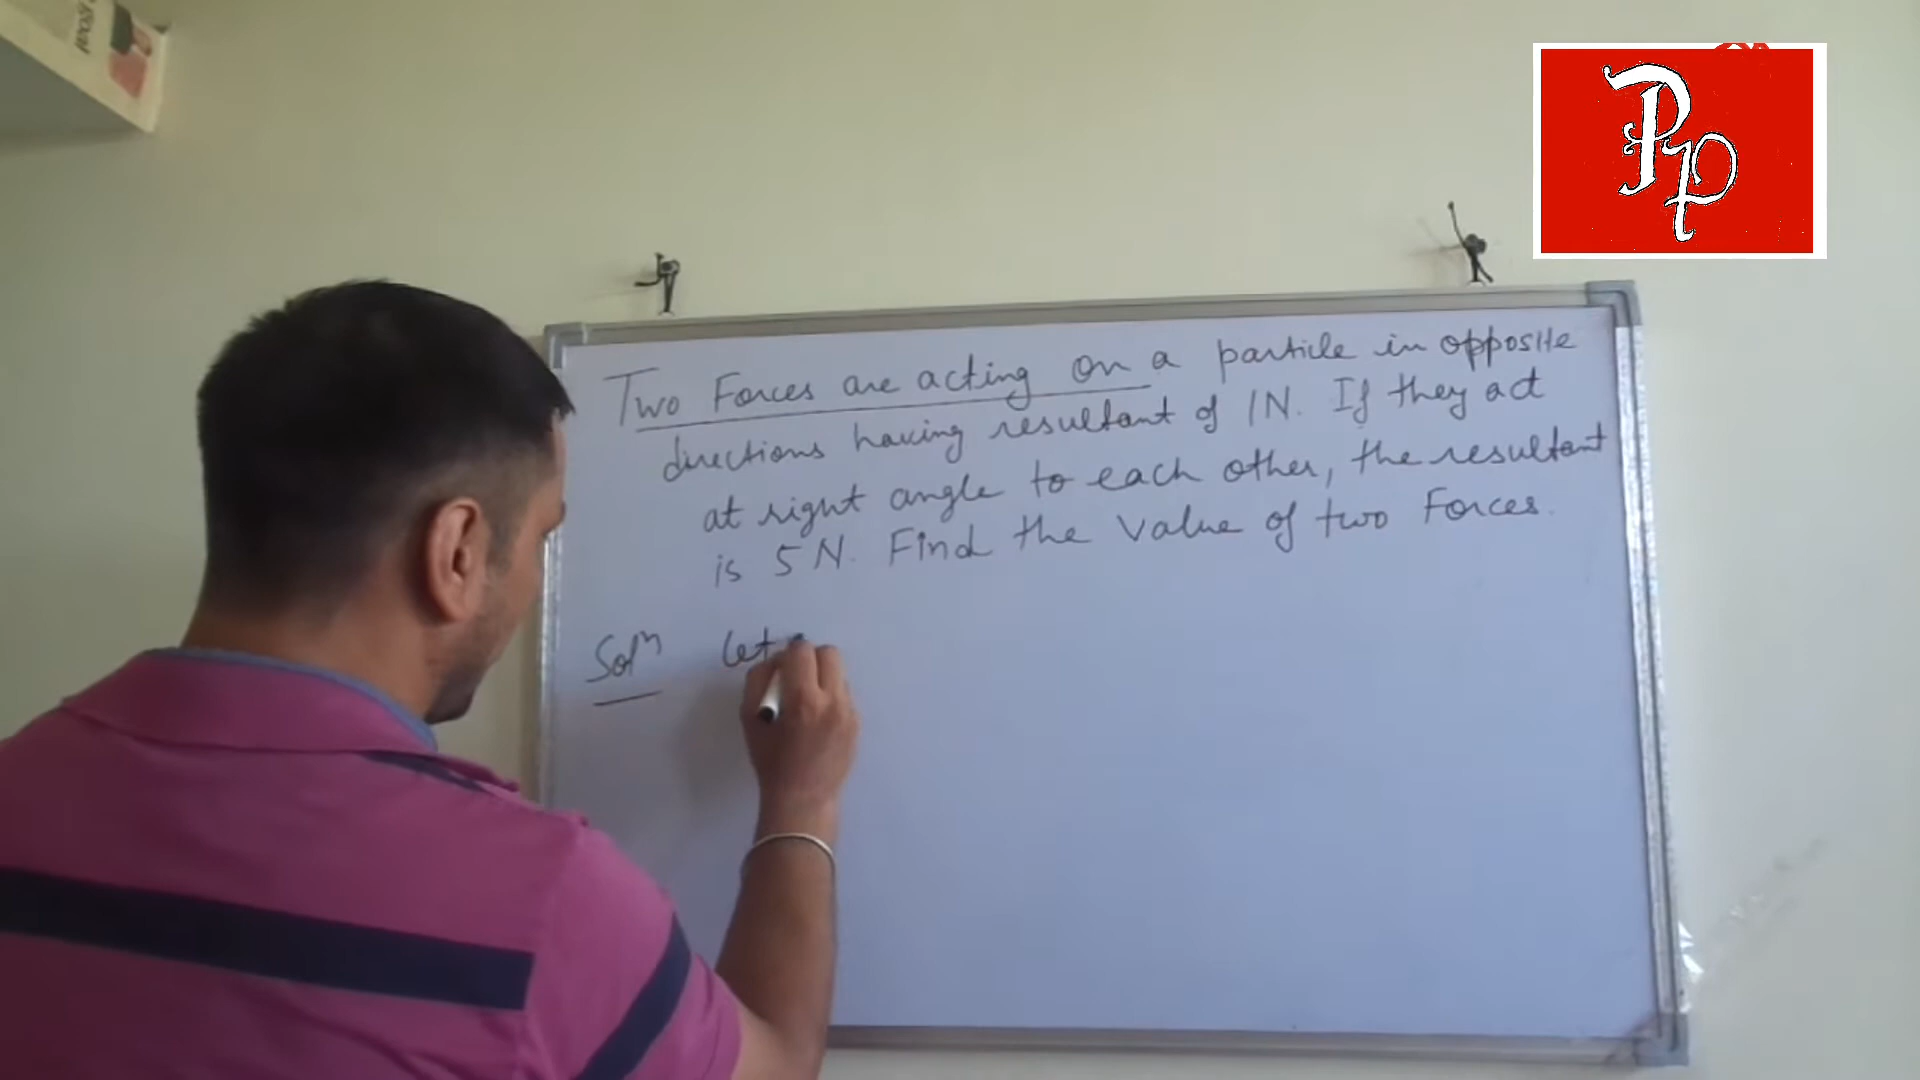 Pp
Two Forces are acting on a particle in opposite
directions having resultant of 1N. If they act
at right angle to each other, the resultant
is 5N. Find the value of two Forces.
Solⁿ Let